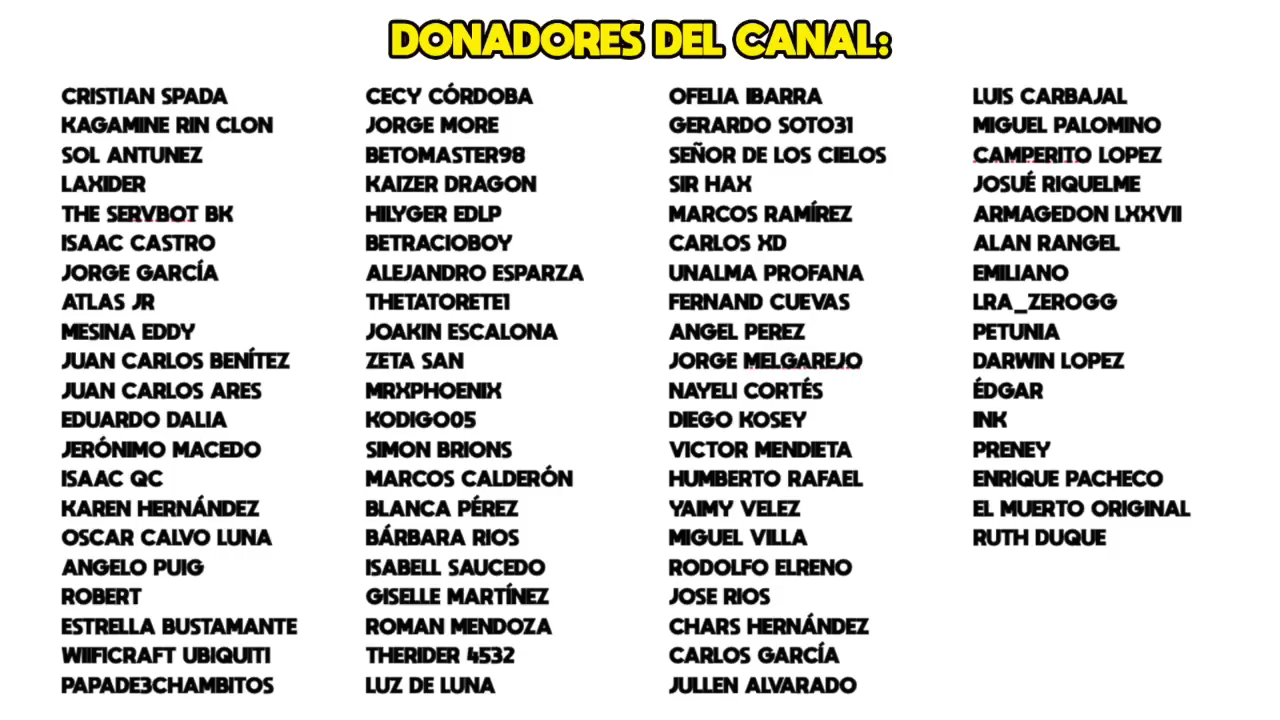 DONADORES DEL CANAL:
CRISTIAN SPADA
KAGAMINE RIN CLON
SOL ANTUNEZ
LAXIDER
THE SERVBOT BK
ISAAC CASTRO
JORGE GARCÍA
ATLAS JR
MESINA EDDY
JUAN CARLOS BENÍTEZ
JUAN CARLOS ARES
EDUARDO DALIA
JERÓNIMO MACEDO
ISAAC QC
KAREN HERNÁNDEZ
OSCAR CALVO LUNA
ANGELO PUIG
ROBERT
ESTRELLA BUSTAMANTE
WIIFICRAFT UBIQUITI
PAPADE3CHAMBITOS
CECY CÓRDOBA
JORGE MORE
BETOMASTER98
KAIZER DRAGON
HILYGER EDLP
BETRACIOBOY
ALEJANDRO ESPARZA
THETATORETE1
JOAKIN ESCALONA
ZETA SAN
MRXPHOENIX
KODIGO05
SIMON BRIONS
MARCOS CALDERÓN
BLANCA PÉREZ
BÁRBARA RIOS
ISABELL SAUCEDO
GISELLE MARTÍNEZ
ROMAN MENDOZA
THERIDER 4532
LUZ DE LUNA
OFELIA IBARRA
GERARDO SOTO31
SEÑOR DE LOS CIELOS
SIR HAX
MARCOS RAMÍREZ
CARLOS XD
UNALMA PROFANA
FERNAND CUEVAS
ANGEL PEREZ
JORGE MELGAREJO
NAYELI CORTÉS
DIEGO KOSEY
VICTOR MENDIETA
HUMBERTO RAFAEL
YAIMY VELEZ
MIGUEL VILLA
RODOLFO ELRENO
JOSE RIOS
CHARS HERNÁNDEZ
CARLOS GARCÍA
JULLEN ALVARADO
LUIS CARBAJAL
MIGUEL PALOMINO
CAMPERITO LOPEZ
JOSUÉ RIQUELME
ARMAGEDON LXXVII
ALAN RANGEL
EMILIANO
LRA_ZEROGG
PETUNIA
DARWIN LOPEZ
ÉDGAR
INK
PRENEY
ENRIQUE PACHECO
EL MUERTO ORIGINAL
RUTH DUQUE